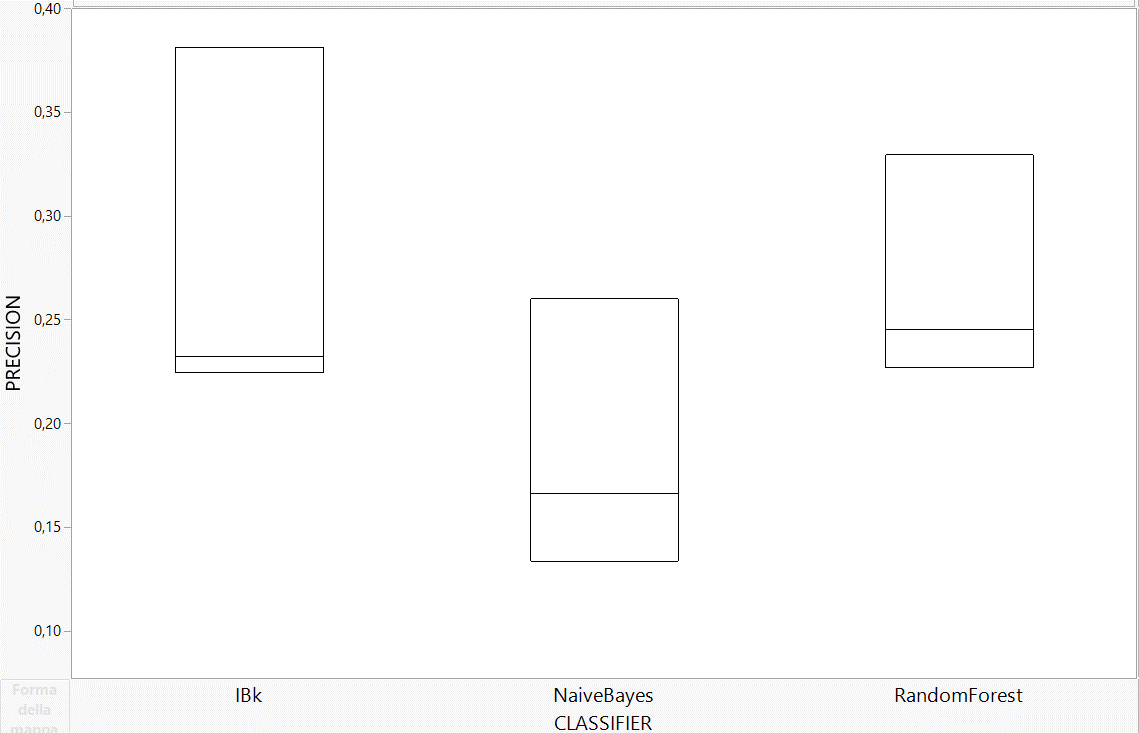 0,40
0,35
0,30
0,25
0,20
0,15
0,10
PRECISION
IBk
NaiveBayes
RandomForest
CLASSIFIER
Forma
della
mappa